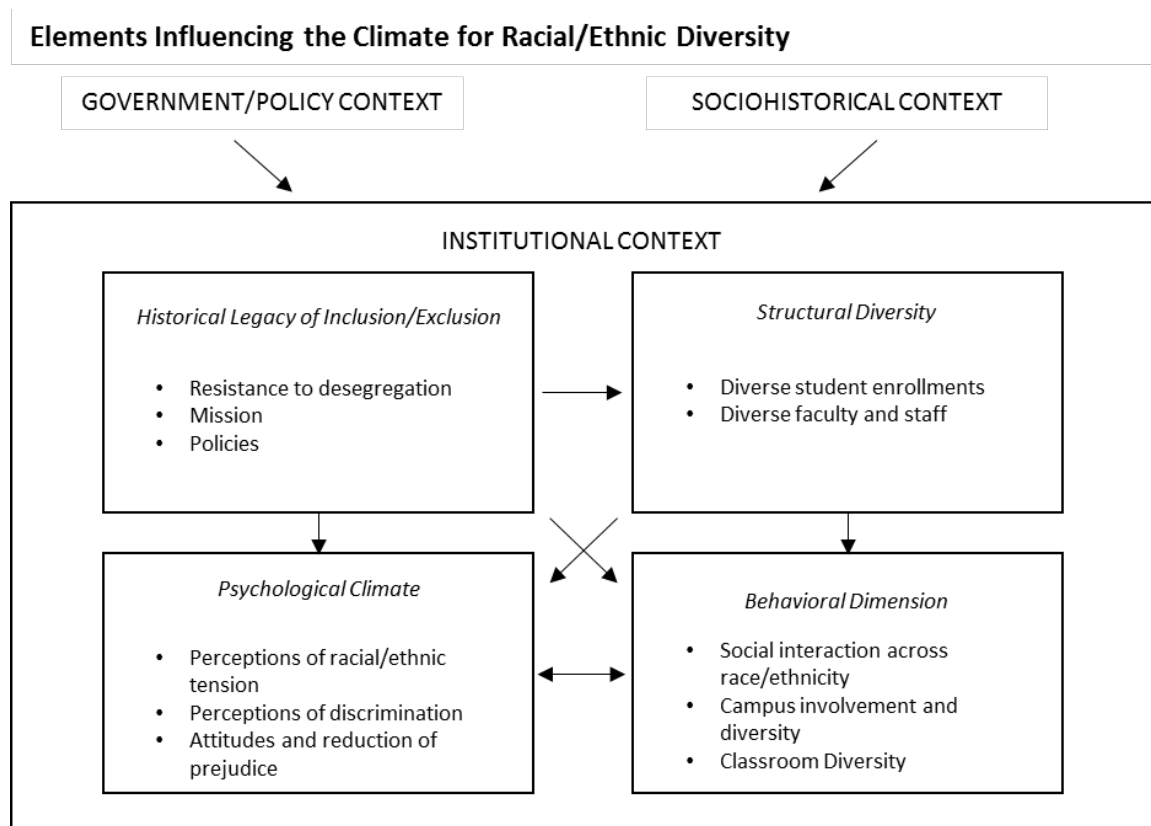 Elements Influencing the Climate for Racial/Ethnic Diversity
GOVERNMENT/POLICY CONTEXT
SOCIOHISTORICAL CONTEXT
INSTITUTIONAL CONTEXT
Historical Legacy of Inclusion/Exclusion
• Resistance to desegregation
• Mission
• Policies
Structural Diversity
• Diverse student enrollments
• Diverse faculty and staff
Psychological Climate
• Perceptions of racial/ethnic
tension
• Perceptions of discrimination
• Attitudes and reduction of
prejudice
Behavioral Dimension
• Social interaction across
race/ethnicity
• Campus involvement and
diversity
• Classroom Diversity